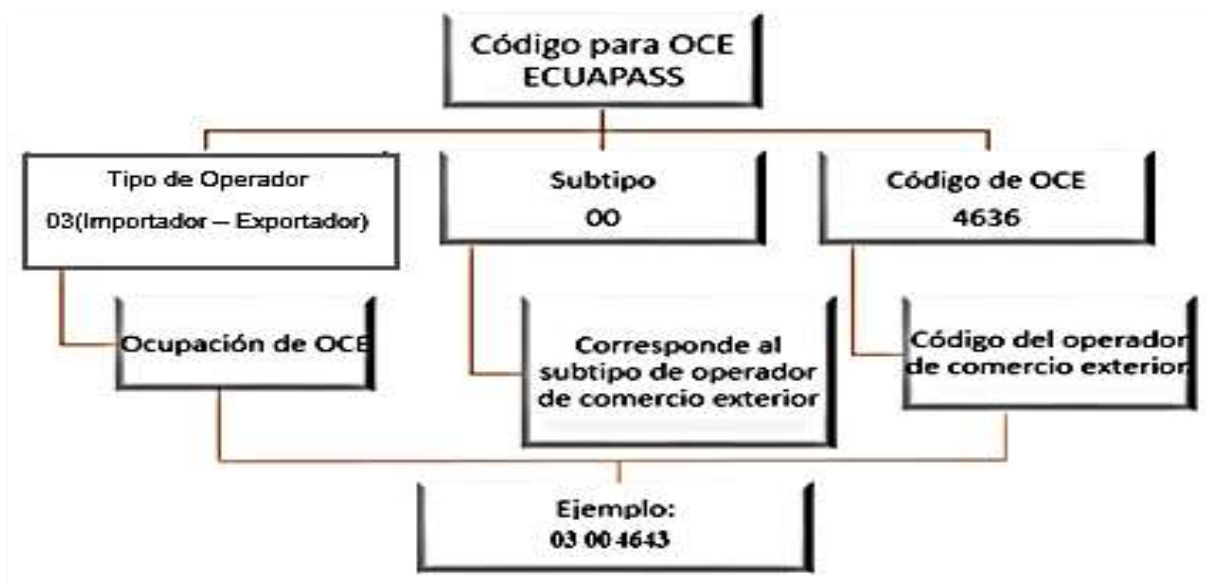 Código para OCE
ECUAPASS
Tipo de Operador
03(Importador – Exportador)
Subtipo
00
Código de OCE
4636
Ocupación de OCE
Corresponde al
subtipo de operador
de comercio exterior
Código del operador
de comercio exterior
Ejemplo:
03 00 4643